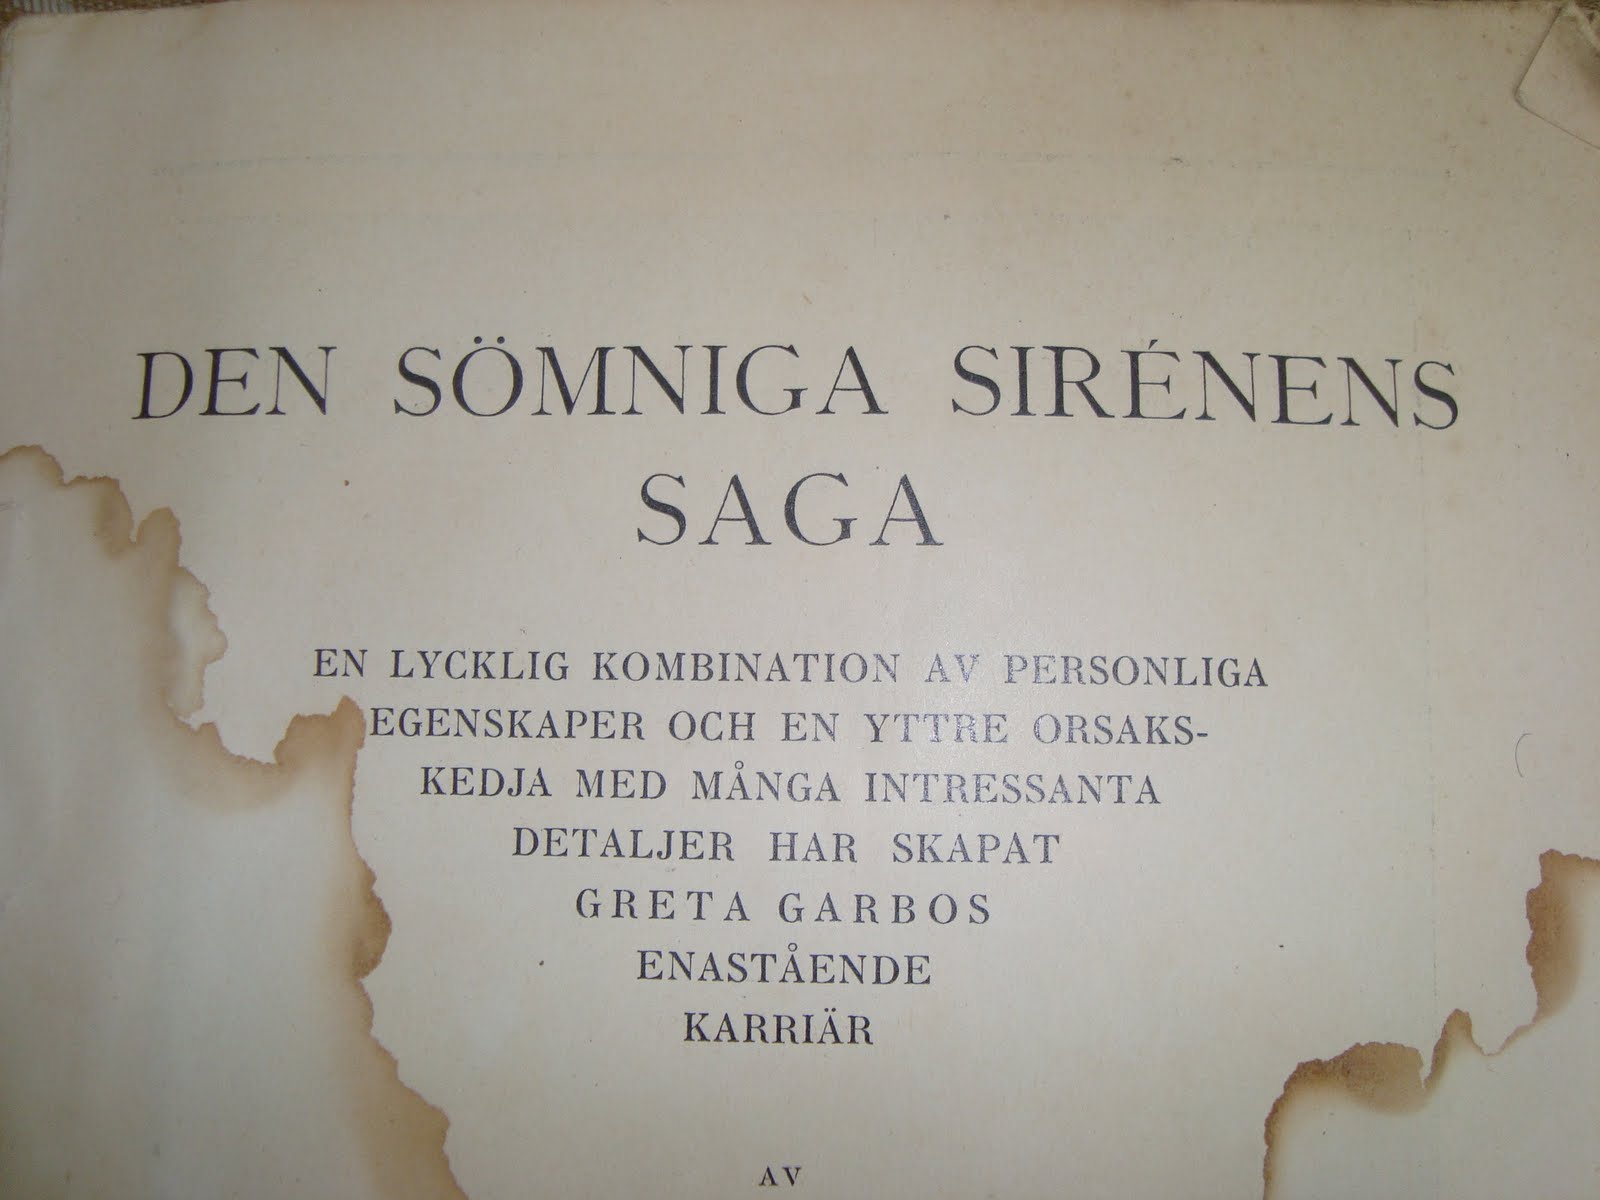 DEN SÖMNIGA SIRÉNENS
SAGA
EN LYCKLIG KOMBINATION AV PERSONLIGA
EGENSKAPER OCH EN YTTRE ORSAKS-
KEDJA MED MÅNGA INTRESSANTA
DETALJER HAR SKAPAT
GRETA GARBOS
ENASTÅENDE
KARRIÄR
AV